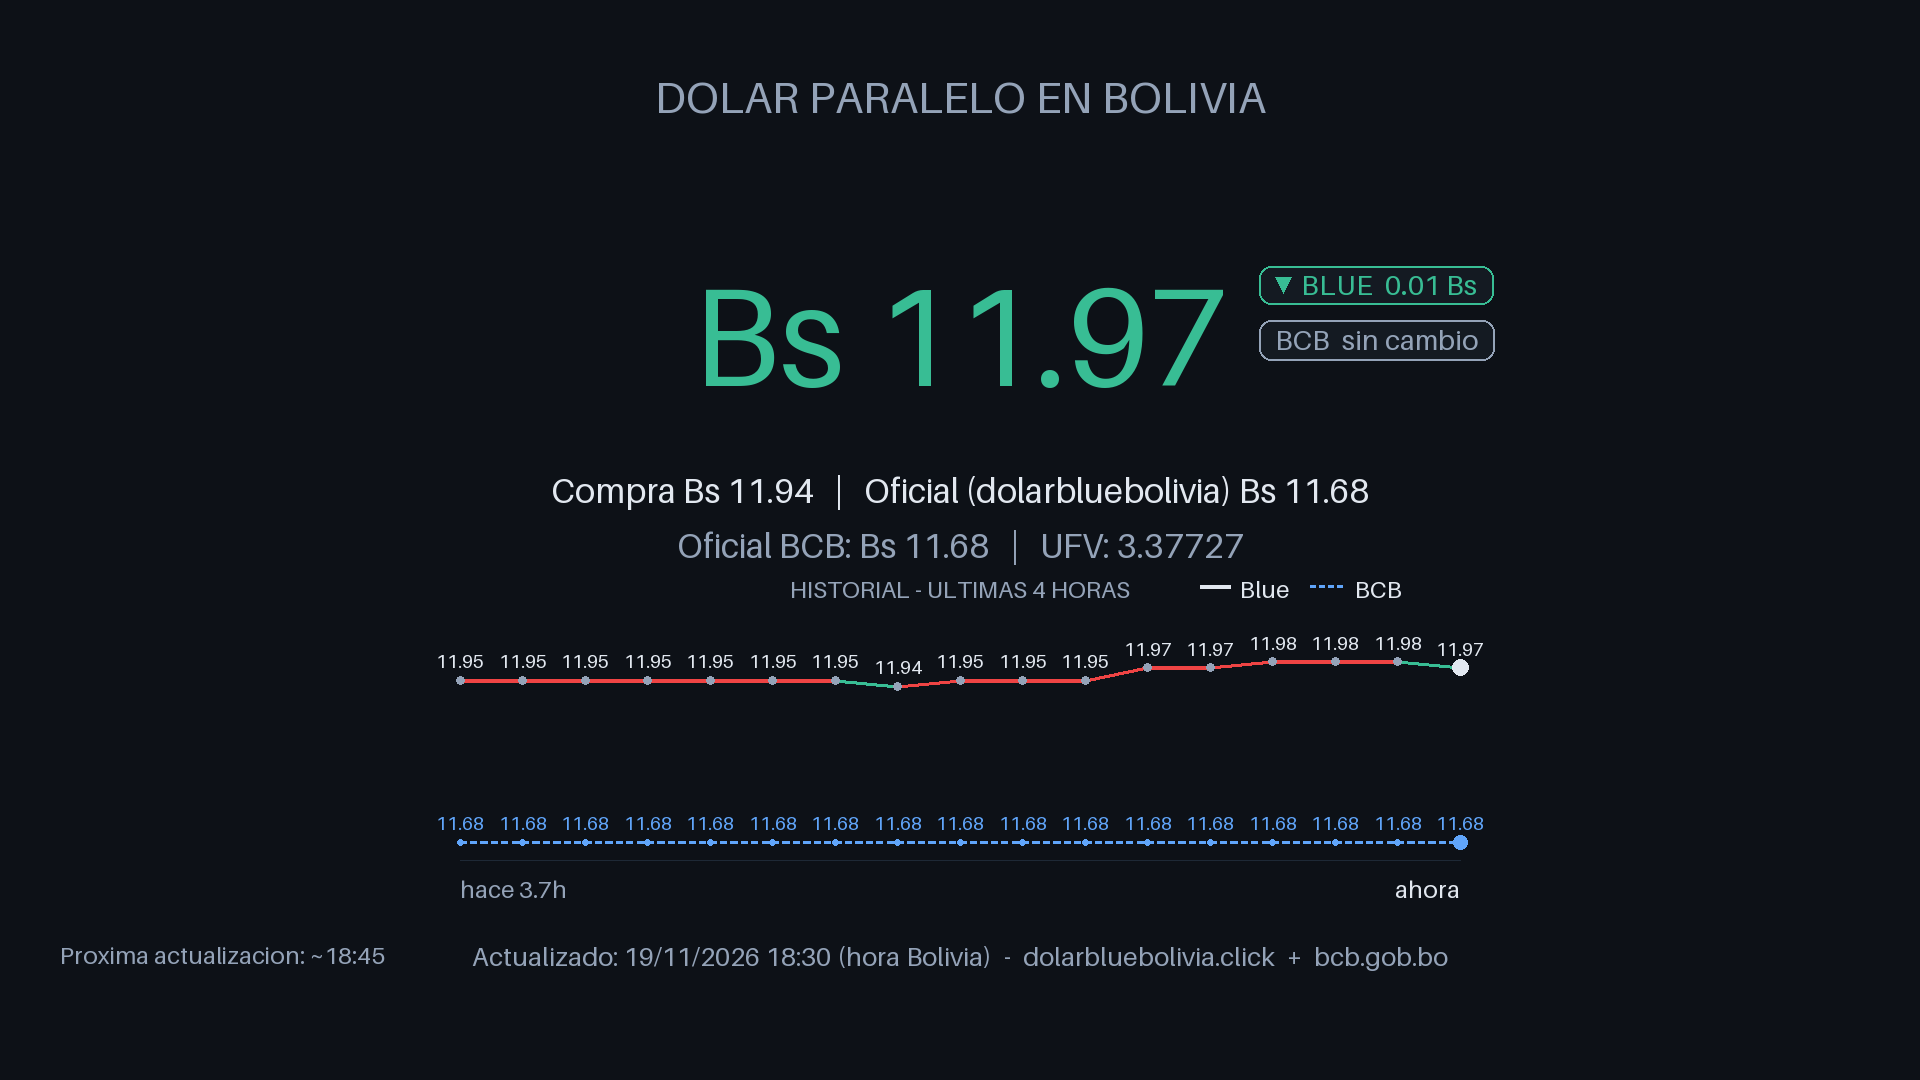 DOLAR PARALELO EN BOLIVIA
Bs 11.97
▼ BLUE 0.01 Bs
BCB sin cambio
Compra Bs 11.94 | Oficial (dolarbluebolivia) Bs 11.68
Oficial BCB: Bs 11.68 | UFV: 3.37727
HISTORIAL - ULTIMAS 4 HORAS Blue BCB
11.95 11.95 11.95 11.95 11.95 11.95 11.95 11.94 11.95 11.95 11.95 11.97 11.97 11.98 11.98 11.98 11.97
11.68 11.68 11.68 11.68 11.68 11.68 11.68 11.68 11.68 11.68 11.68 11.68 11.68 11.68 11.68 11.68 11.68
hace 3.7h ahora
Proxima actualizacion: ~18:45 Actualizado: 19/11/2026 18:30 (hora Bolivia) - dolarbluebolivia.click + bcb.gob.bo